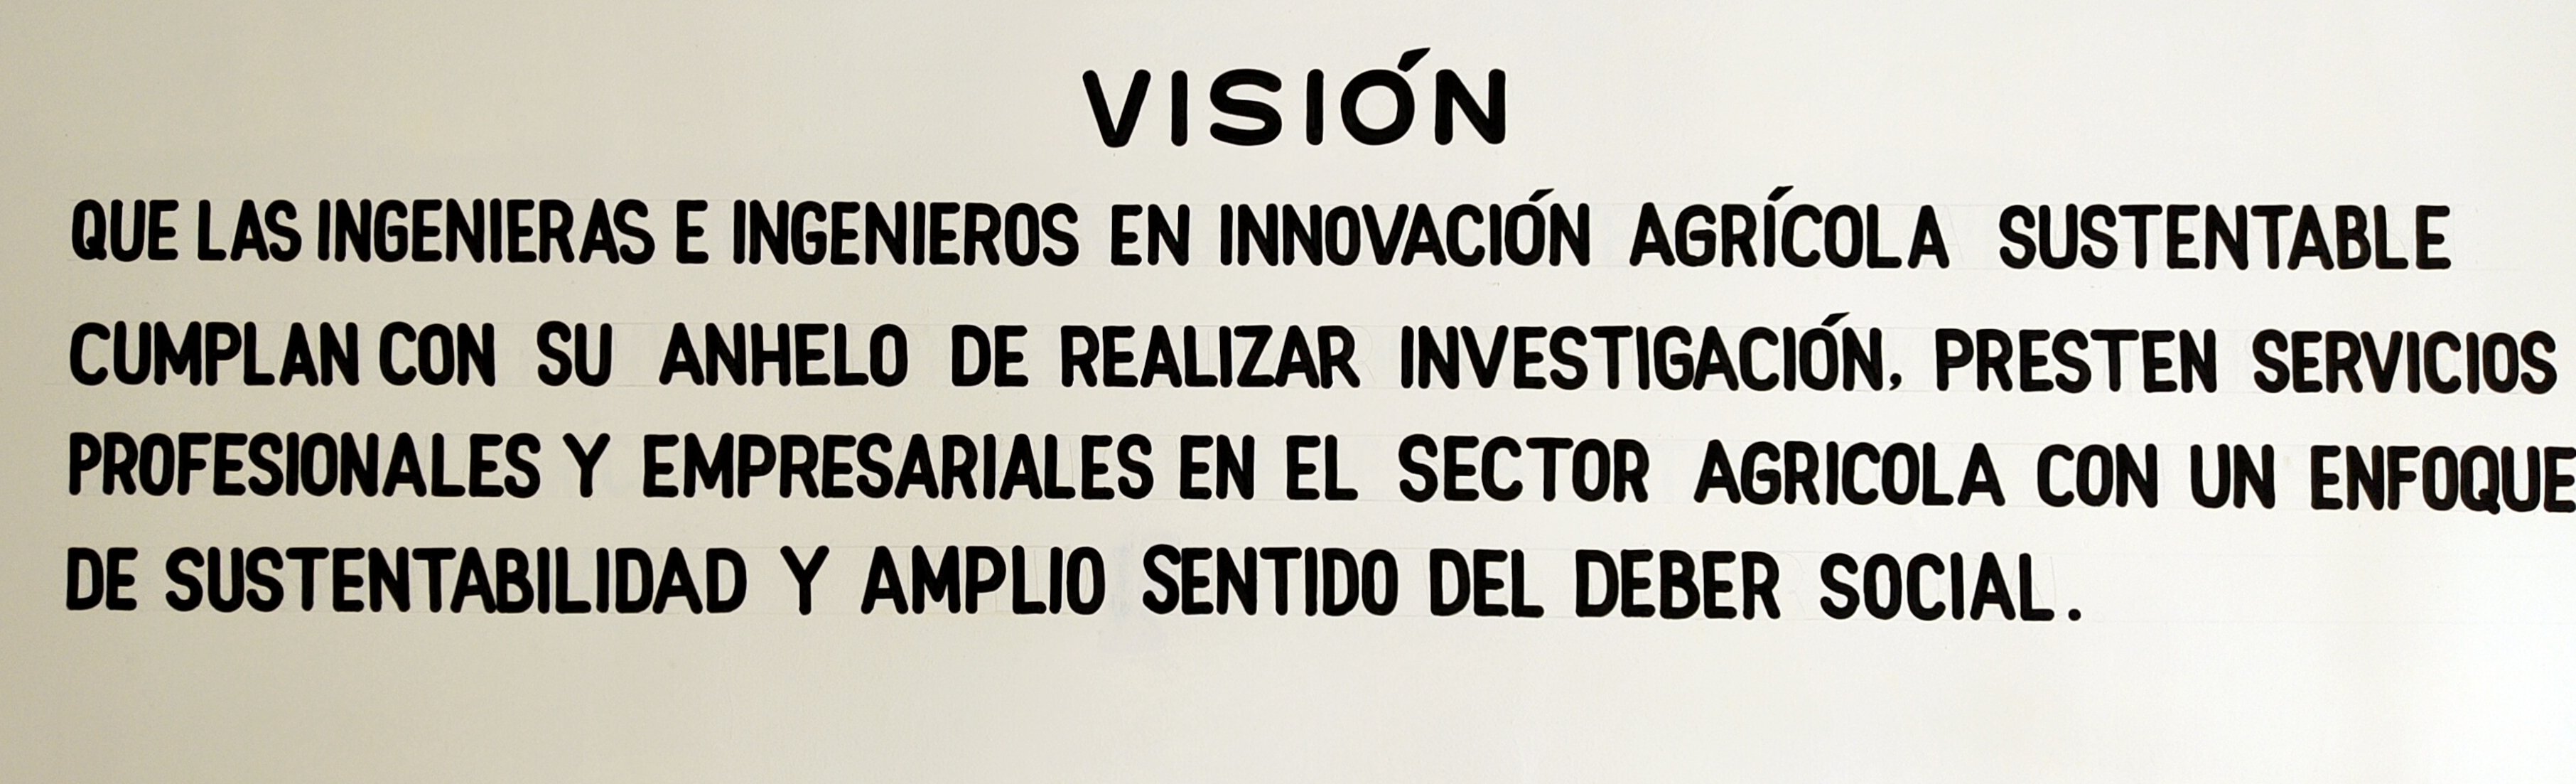 VISIÓN
QUE LAS INGENIERAS E INGENIEROS EN INNOVACIÓN AGRÍCOLA SUSTENTABLE
CUMPLAN CON SU ANHELO DE REALIZAR INVESTIGACIÓN, PRESTEN SERVICIOS
PROFESIONALES Y EMPRESARIALES EN EL SECTOR AGRICOLA CON UN ENFOQUE
DE SUSTENTABILIDAD Y AMPLIO SENTIDO DEL DEBER SOCIAL.